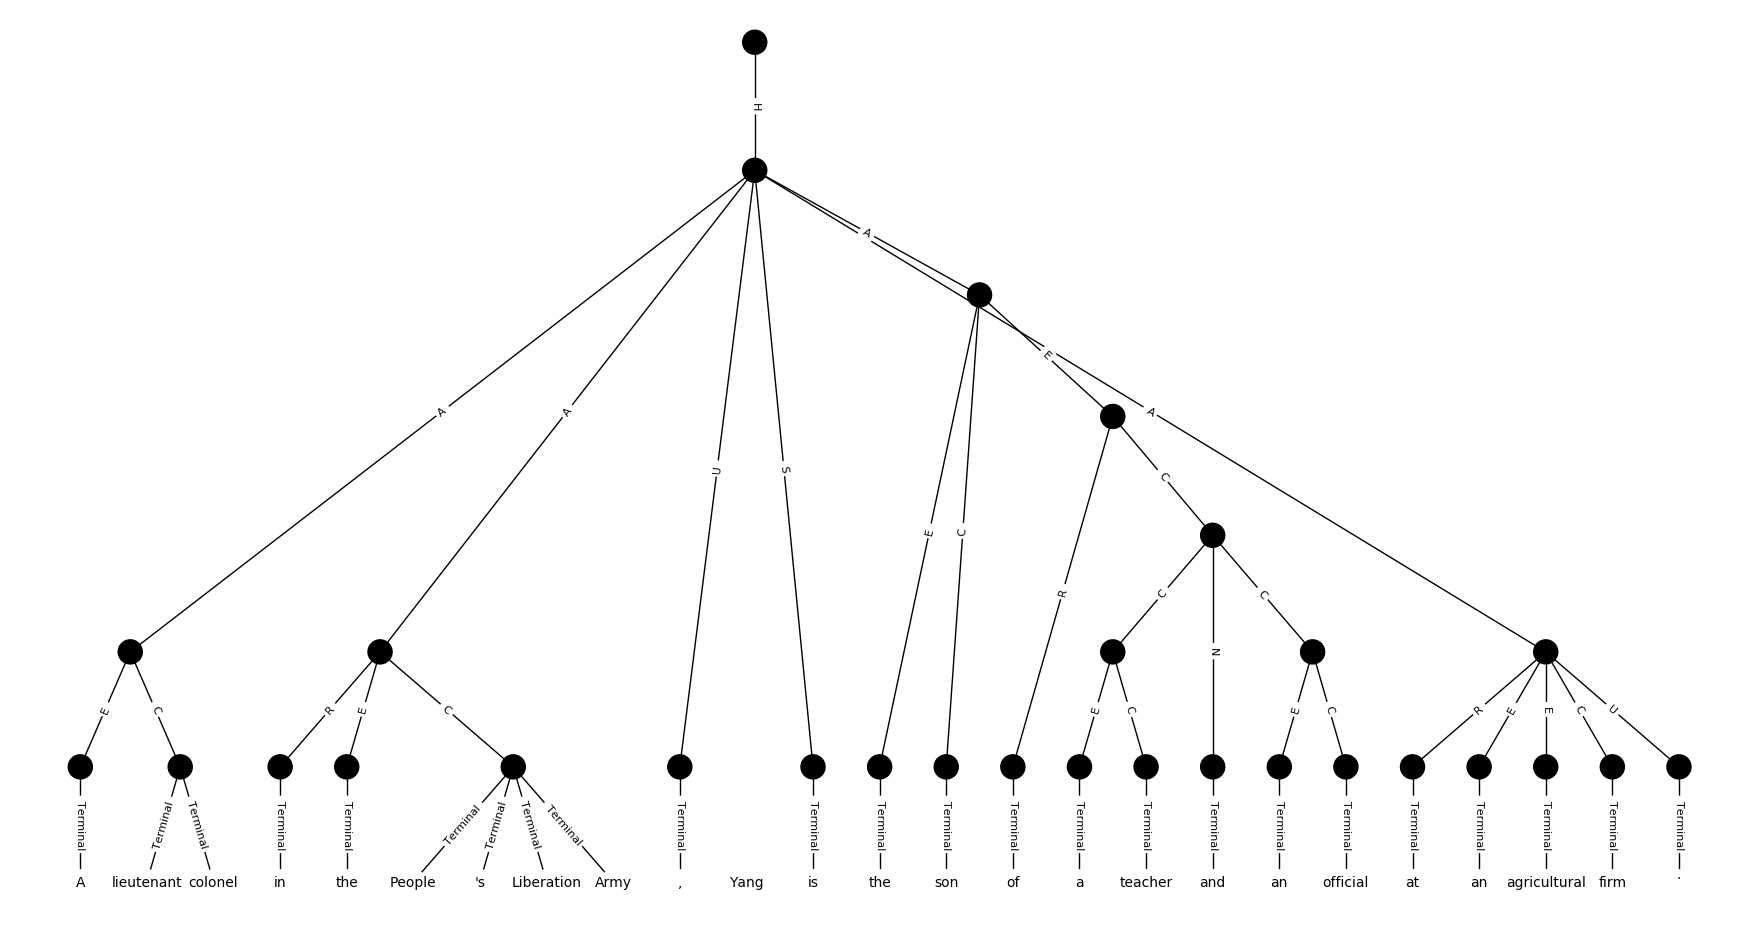 H
A
A
A
U
S
E
E
C
A
C
R
C
C
N
E
C
R
E
C
E
C
E
C
R
E
E
C
U
Terminal Terminal Terminal Terminal Terminal Terminal Terminal Terminal Terminal Terminal Terminal Terminal Terminal Terminal Terminal Terminal Terminal Terminal Terminal Terminal Terminal Terminal Terminal Terminal
A lieutenant colonel in the People 's Liberation Army , Yang is the son of a teacher and an official at an agricultural firm .